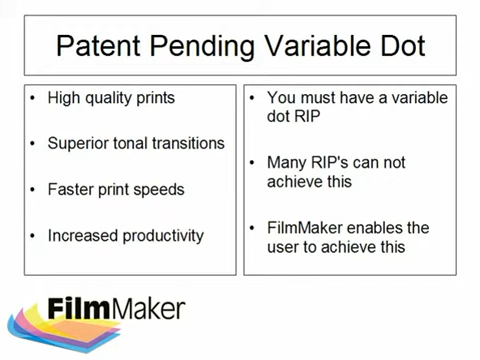 Patent Pending Variable Dot
• High quality prints
• Superior tonal transitions
• Faster print speeds
• Increased productivity
• You must have a variable
dot RIP
• Many RIP's can not
achieve this
• FilmMaker enables the
user to achieve this
FilmMaker